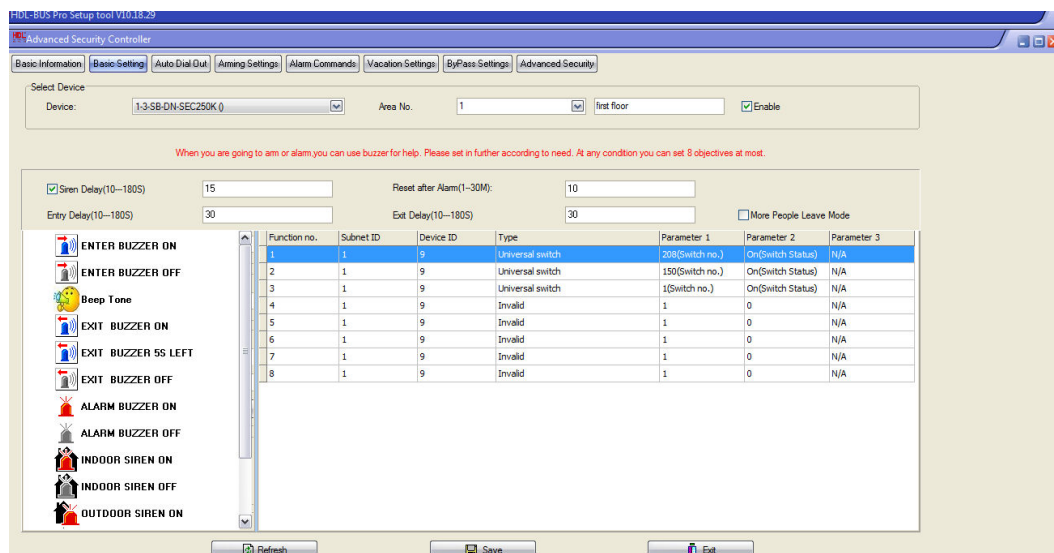 HDL-BUS Pro Setup tool V10.18.29
Advanced Security Controller
Basic Information Basic Setting Auto Dial Out Arming Settings Alarm Commands Vacation Settings ByPass Settings Advanced Security
Select Device
Device: 1-3-SB-DN-SEC250K () Area No. 1 first floor Enable
When you are going to arm or alarm,you can use buzzer for help. Please set in further according to need. At any condition you can set 8 objectives at most.
Siren Delay(10---180S) 15 Reset after Alarm(1--30M): 10
Entry Delay(10---180S) 30 Exit Delay(10---180S) 30 More People Leave Mode
Function no. Subnet ID Device ID Type Parameter 1 Parameter 2 Parameter 3
1 1 9 Universal switch 208(Switch no.) On(Switch Status) N/A
2 1 9 Universal switch 150(Switch no.) On(Switch Status) N/A
3 1 9 Universal switch 1(Switch no.) On(Switch Status) N/A
4 1 9 Invalid 1 0 N/A
5 1 9 Invalid 1 0 N/A
6 1 9 Invalid 1 0 N/A
7 1 9 Invalid 1 0 N/A
8 1 9 Invalid 1 0 N/A
ENTER BUZZER ON
ENTER BUZZER OFF
Beep Tone
EXIT BUZZER ON
EXIT BUZZER 5S LEFT
EXIT BUZZER OFF
ALARM BUZZER ON
ALARM BUZZER OFF
INDOOR SIREN ON
INDOOR SIREN OFF
OUTDOOR SIREN ON
Refresh Save Exit